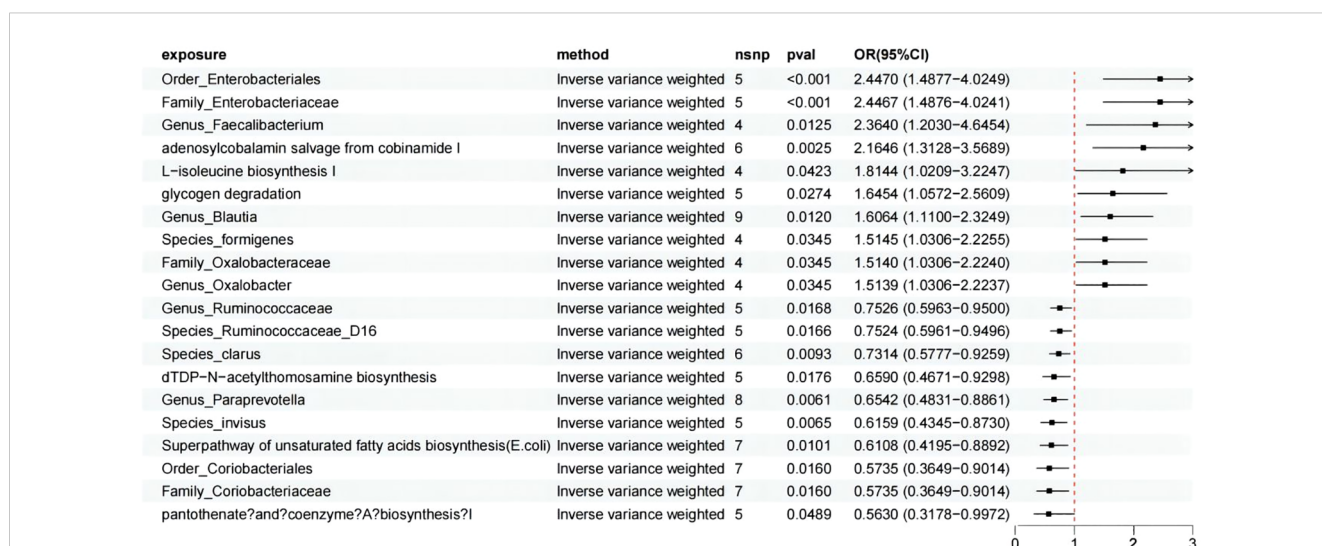 exposure method nsnp pval OR(95%CI)
Order_Enterobacteriales Inverse variance weighted 5 <0.001 2.4470 (1.4877−4.0249)
Family_Enterobacteriaceae Inverse variance weighted 5 <0.001 2.4467 (1.4876−4.0241)
Genus_Faecalibacterium Inverse variance weighted 4 0.0125 2.3640 (1.2030−4.6454)
adenosylcobalamin salvage from cobinamide I Inverse variance weighted 6 0.0025 2.1646 (1.3128−3.5689)
L−isoleucine biosynthesis I Inverse variance weighted 4 0.0423 1.8144 (1.0209−3.2247)
glycogen degradation Inverse variance weighted 5 0.0274 1.6454 (1.0572−2.5609)
Genus_Blautia Inverse variance weighted 9 0.0120 1.6064 (1.1100−2.3249)
Species_formigenes Inverse variance weighted 4 0.0345 1.5145 (1.0306−2.2255)
Family_Oxalobacteraceae Inverse variance weighted 4 0.0345 1.5140 (1.0306−2.2240)
Genus_Oxalobacter Inverse variance weighted 4 0.0345 1.5139 (1.0306−2.2237)
Genus_Ruminococcaceae Inverse variance weighted 5 0.0168 0.7526 (0.5963−0.9500)
Species_Ruminococcaceae_D16 Inverse variance weighted 5 0.0166 0.7524 (0.5961−0.9496)
Species_clarus Inverse variance weighted 6 0.0093 0.7314 (0.5777−0.9259)
dTDP−N−acetylthomosamine biosynthesis Inverse variance weighted 5 0.0176 0.6590 (0.4671−0.9298)
Genus_Paraprevotella Inverse variance weighted 8 0.0061 0.6542 (0.4831−0.8861)
Species_invisus Inverse variance weighted 5 0.0065 0.6159 (0.4345−0.8730)
Superpathway of unsaturated fatty acids biosynthesis(E.coli) Inverse variance weighted 7 0.0101 0.6108 (0.4195−0.8892)
Order_Coriobacteriales Inverse variance weighted 7 0.0160 0.5735 (0.3649−0.9014)
Family_Coriobacteriaceae Inverse variance weighted 7 0.0160 0.5735 (0.3649−0.9014)
pantothenate?and?coenzyme?A?biosynthesis?I Inverse variance weighted 5 0.0489 0.5630 (0.3178−0.9972)
0 1 2 3